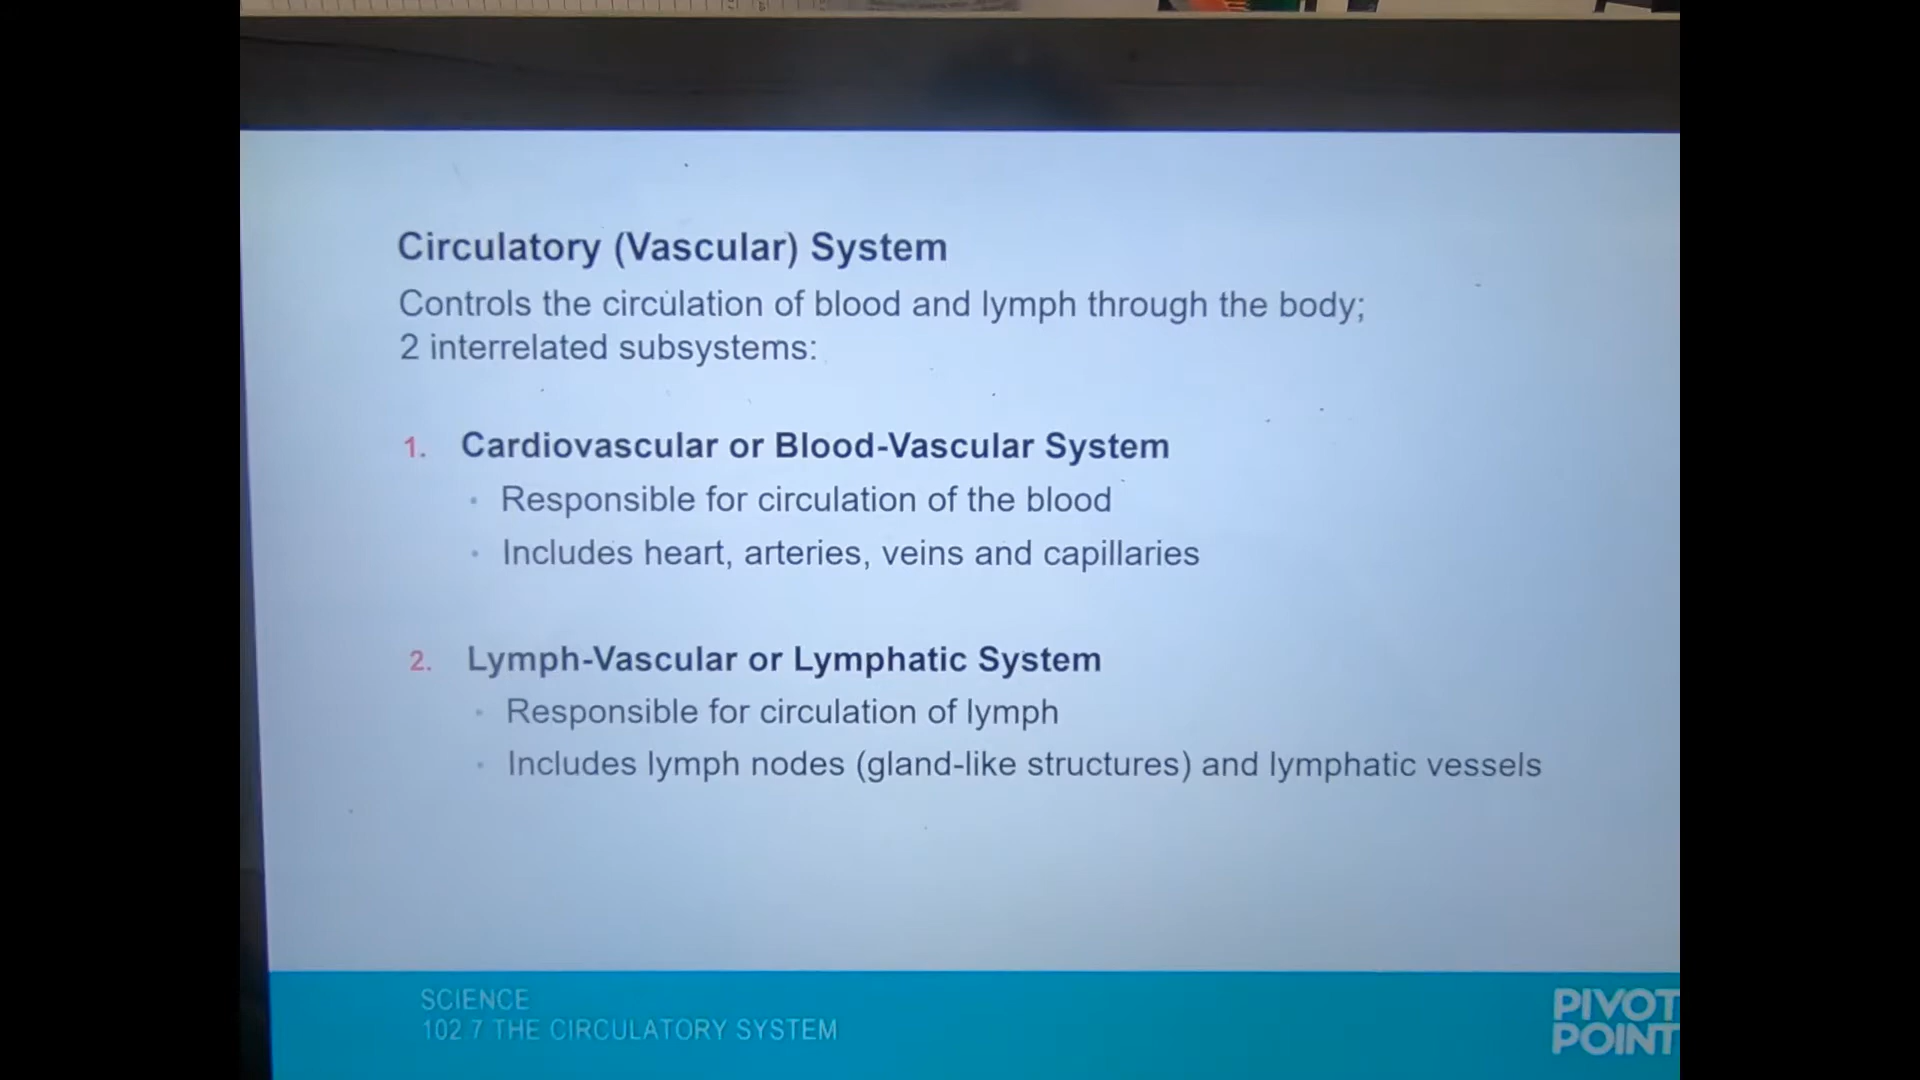 Circulatory (Vascular) System
Controls the circulation of blood and lymph through the body;
2 interrelated subsystems:
1. Cardiovascular or Blood-Vascular System
· Responsible for circulation of the blood
· Includes heart, arteries, veins and capillaries
2. Lymph-Vascular or Lymphatic System
· Responsible for circulation of lymph
· Includes lymph nodes (gland-like structures) and lymphatic vessels
SCIENCE
102.7 THE CIRCULATORY SYSTEM
PIVOT
POINT